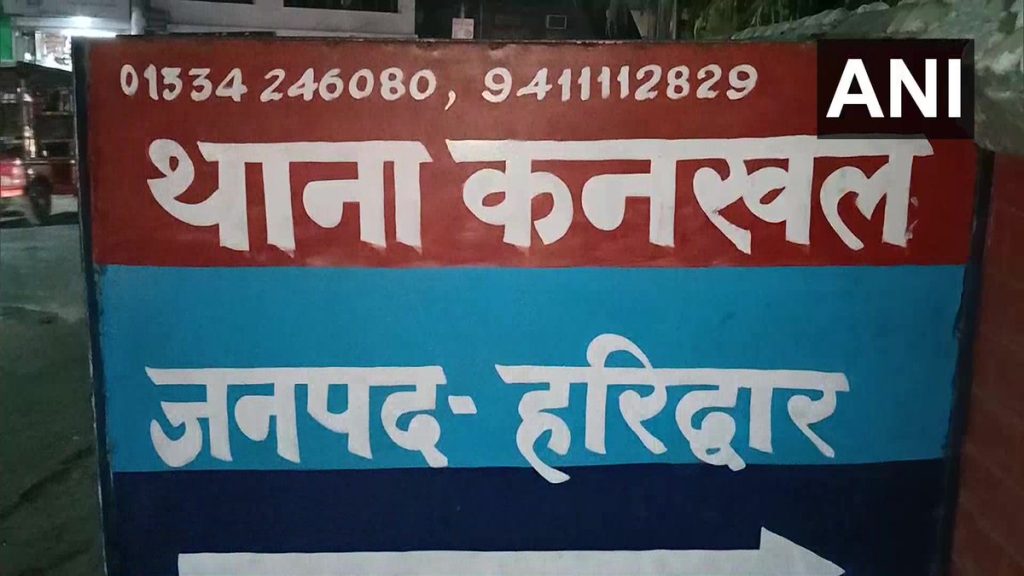 01334 246080, 9411112829
ANI
थाना कनखल
जनपद- हरिद्वार